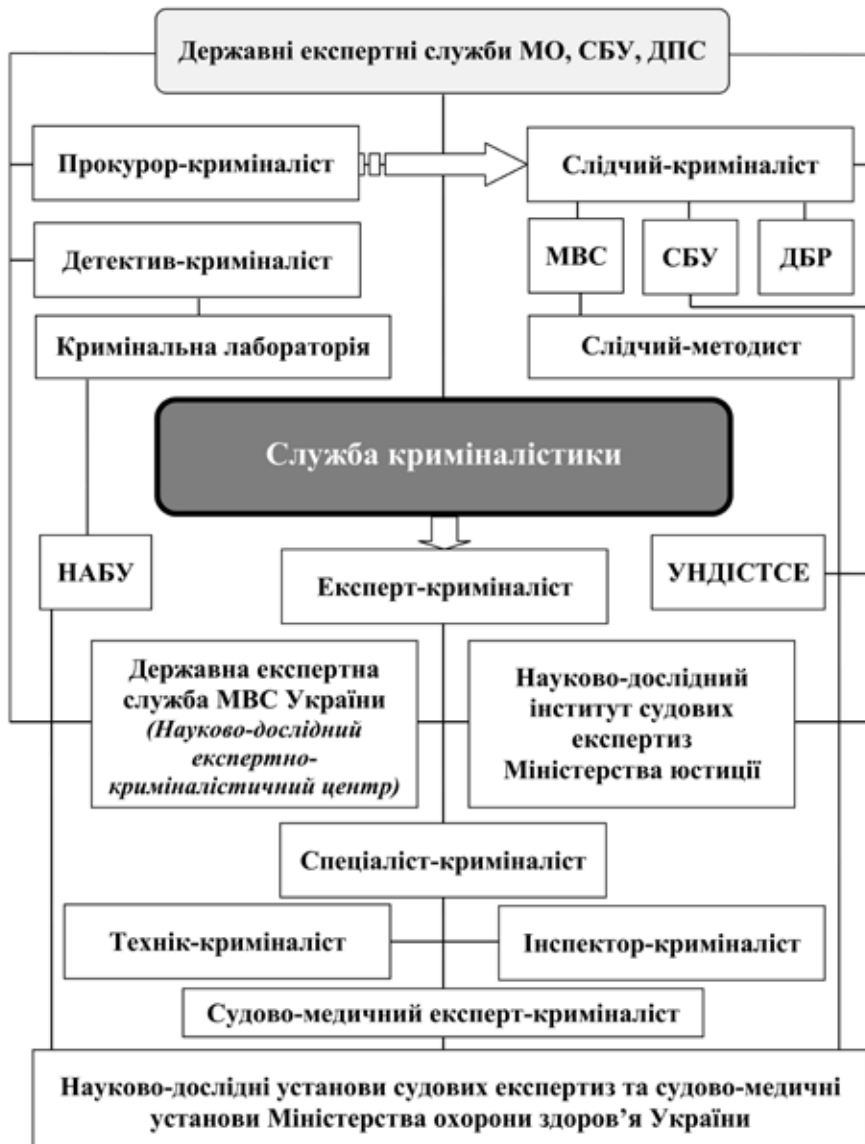 Державні експертні служби МО, СБУ, ДПС
Прокурор-криміналіст
Слідчий-криміналіст
Детектив-криміналіст
МВС
СБУ
ДБР
Кримінальна лабораторія
Слідчий-методист
Служба криміналістики
НАБУ
Експерт-криміналіст
УНДІСТСЕ
Державна експертна
служба МВС України
(Науково-дослідний
експертно-
криміналістичний центр)
Науково-дослідний
інститут судових
експертиз
Міністерства юстиції
Спеціаліст-криміналіст
Технік-криміналіст
Інспектор-криміналіст
Судово-медичний експерт-криміналіст
Науково-дослідні установи судових експертиз та судово-медичні
установи Міністерства охорони здоров’я України